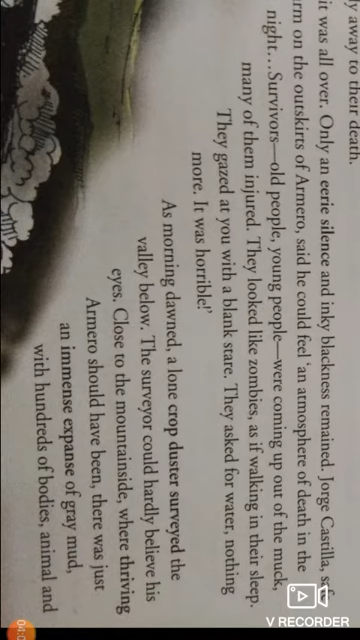 y away to their death.
it was all over. Only an eerie silence and inky blackness remained. Jorge Castilla, s
rm on the outskirts of Armero, said he could feel 'an atmosphere of death in the
night…Survivors—old people, young people—were coming up out of the muck,
many of them injured. They looked like zombies, as if walking in their sleep.
They gazed at you with a blank stare. They asked for water, nothing
more. It was horrible!'
As morning dawned, a lone crop duster surveyed the
valley below. The surveyor could hardly believe his
eyes. Close to the mountainside, where thriving
Armero should have been, there was just
an immense expanse of gray mud,
with hundreds of bodies, animal and
V RECORDER